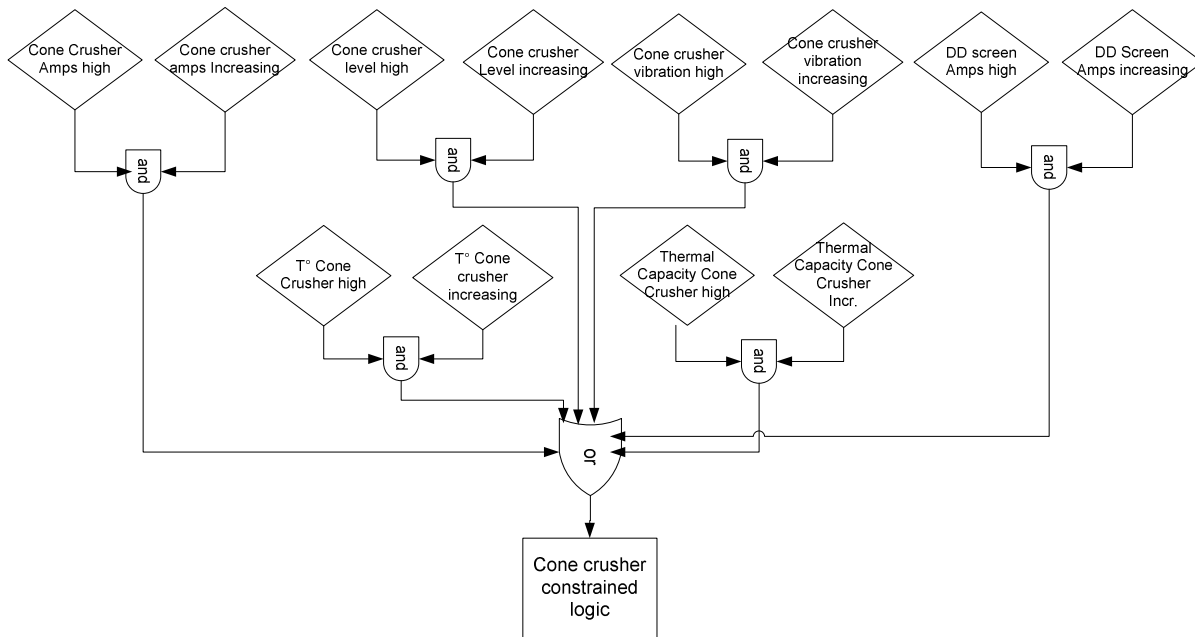 Cone Crusher
Amps high
Cone crusher
amps Increasing
Cone crusher
level high
Cone crusher
Level increasing
Cone crusher
vibration high
Cone crusher
vibration
increasing
DD screen
Amps high
DD Screen
Amps increasing
and
and
and
and
T° Cone
Crusher high
T° Cone
crusher
increasing
Thermal
Capacity Cone
Crusher high
Thermal
Capacity Cone
Crusher
Incr.
and
and
or
Cone crusher
constrained
logic